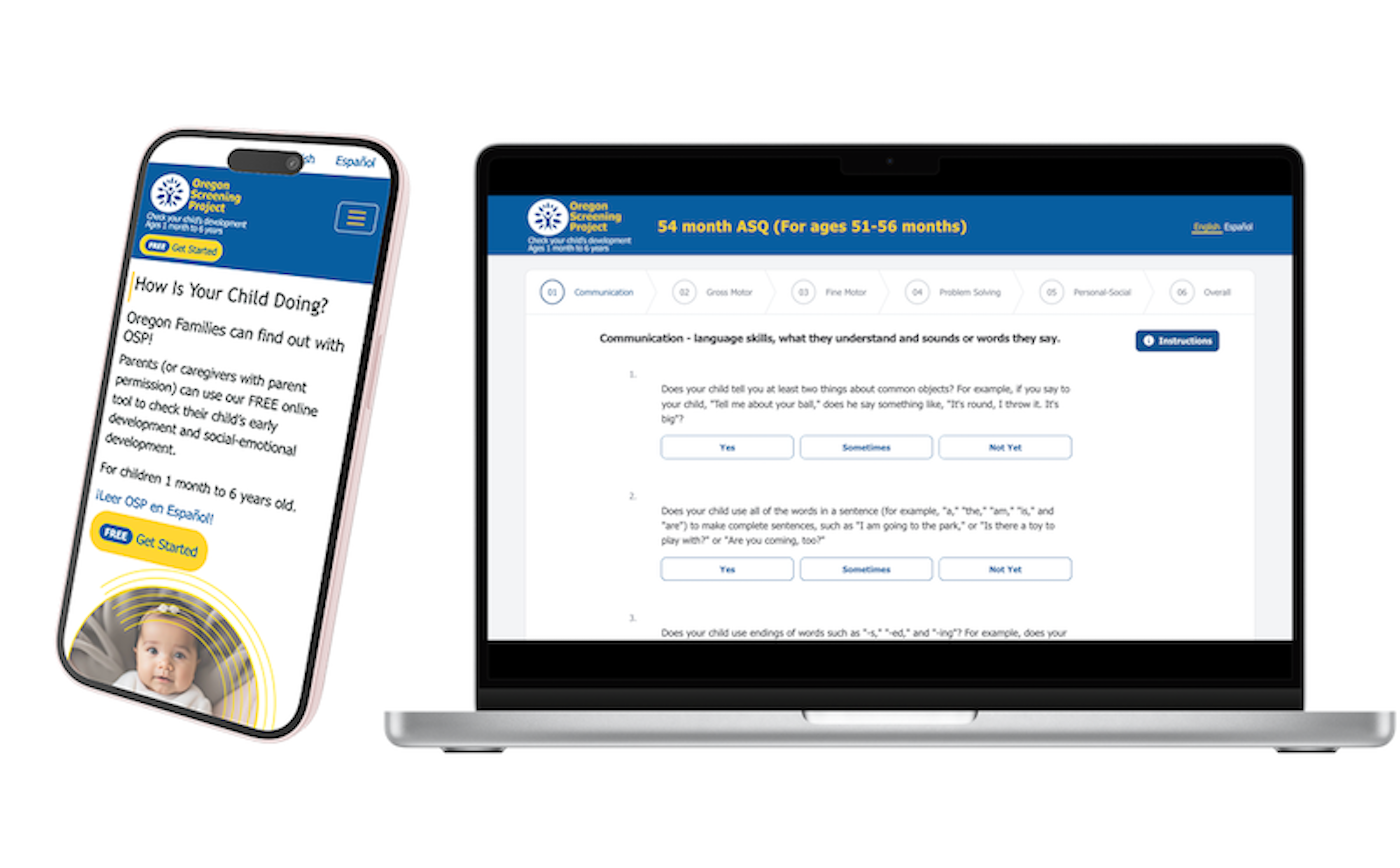 Español
Oregon
Screening
Project
Check your child's development
Ages 1 month to 6 years
FREE Get Started
How Is Your Child Doing?
Oregon Families can find out with
OSP!
Parents (or caregivers with parent
permission) can use our FREE online
tool to check their child's early
development and social-emotional
development.
For children 1 month to 6 years old.
¡Leer OSP en Español!
FREE Get Started
Oregon
Screening
Project
Check your child's development
Ages 1 month to 6 years
54 month ASQ (For ages 51-56 months)
English Español
01 Communication
02 Gross Motor
03 Fine Motor
04 Problem Solving
05 Personal-Social
06 Overall
Communication - language skills, what they understand and sounds or words they say.
Instructions
1.
Does your child tell you at least two things about common objects? For example, if you say to
your child, "Tell me about your ball," does he say something like, "It's round, I throw it. It's
big"?
Yes
Sometimes
Not Yet
2.
Does your child use all of the words in a sentence (for example, "a," "the," "am," "is," and
"are") to make complete sentences, such as "I am going to the park," or "Is there a toy to
play with?" or "Are you coming, too?"
Yes
Sometimes
Not Yet
3.
Does your child use endings of words such as "-s," "-ed," and "-ing"? For example, does your